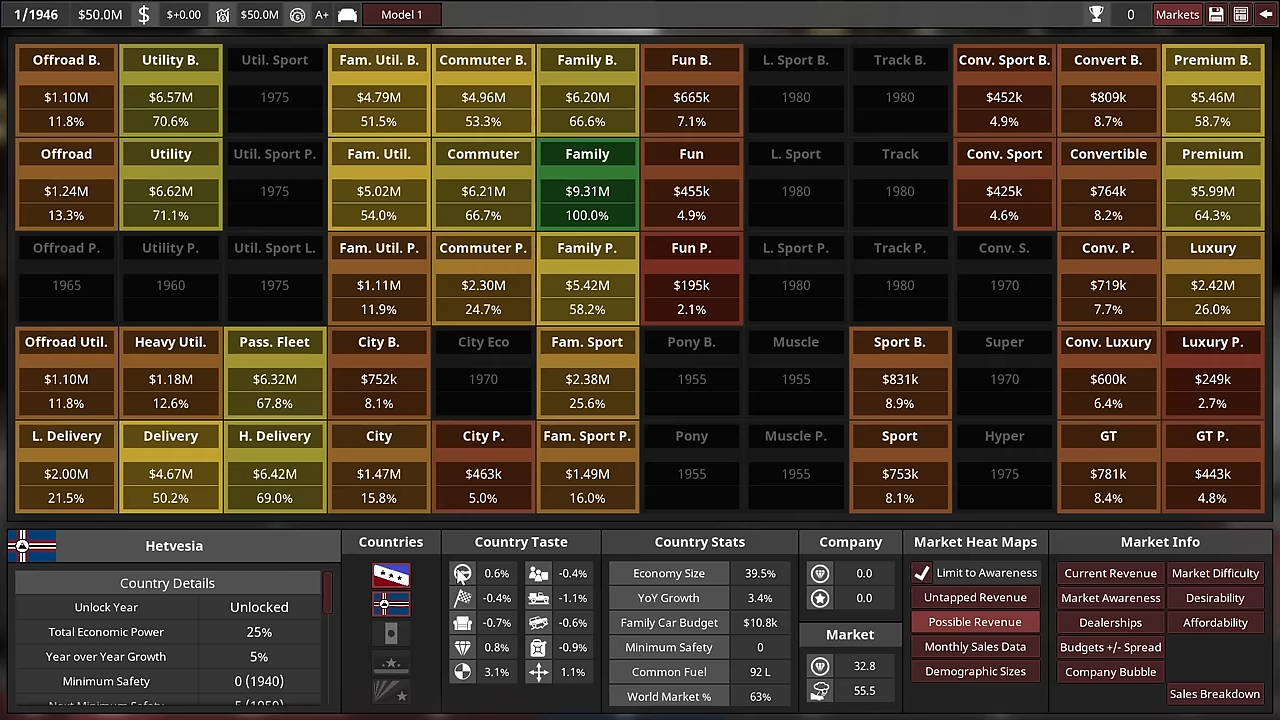 1/1946 $50.0M $ $+0.00 $50.0M A+ Model 1 0 Markets
Offroad B. Utility B. Util. Sport Fam. Util. B. Commuter B. Family B. Fun B. L. Sport B. Track B. Conv. Sport B. Convert B. Premium B.
$1.10M $6.57M 1975 $4.79M $4.96M $6.20M $665k 1980 1980 $452k $809k $5.46M
11.8% 70.6% 51.5% 53.3% 66.6% 7.1% 4.9% 8.7% 58.7%
Offroad Utility Util. Sport P. Fam. Util. Commuter Family Fun L. Sport Track Conv. Sport Convertible Premium
$1.24M $6.62M 1975 $5.02M $6.21M $9.31M $455k 1980 1980 $425k $764k $5.99M
13.3% 71.1% 54.0% 66.7% 100.0% 4.9% 4.6% 8.2% 64.3%
Offroad P. Utility P. Util. Sport L. Fam. Util. P. Commuter P. Family P. Fun P. L. Sport P. Track P. Conv. S. Conv. P. Luxury
1965 1960 1975 $1.11M $2.30M $5.42M $195k 1980 1980 1970 $719k $2.42M
11.9% 24.7% 58.2% 2.1% 7.7% 26.0%
Offroad Util. Heavy Util. Pass. Fleet City B. City Eco Fam. Sport Pony B. Muscle Sport B. Super Conv. Luxury Luxury P.
$1.10M $1.18M $6.32M $752k 1970 $2.38M 1955 1955 $831k 1970 $600k $249k
11.8% 12.6% 67.8% 8.1% 25.6% 8.9% 6.4% 2.7%
L. Delivery Delivery H. Delivery City City P. Fam. Sport P. Pony Muscle P. Sport Hyper GT GT P.
$2.00M $4.67M $6.42M $1.47M $463k $1.49M 1955 1955 $753k 1975 $781k $443k
21.5% 50.2% 69.0% 15.8% 5.0% 16.0% 8.1% 8.4% 4.8%
Hetvesia
Country Details
Unlock Year Unlocked
Total Economic Power 25%
Year over Year Growth 5%
Minimum Safety 0 (1940)
Countries
Country Taste
0.6% -0.4%
-0.4% -1.1%
-0.7% -0.6%
0.8% -0.9%
3.1% 1.1%
Country Stats
Economy Size 39.5%
YoY Growth 3.4%
Family Car Budget $10.8k
Minimum Safety 0
Common Fuel 92 L
World Market % 63%
Company
0.0
0.0
Market
32.8
55.5
Market Heat Maps
Limit to Awareness
Untapped Revenue
Possible Revenue
Monthly Sales Data
Demographic Sizes
Market Info
Current Revenue Market Difficulty
Market Awareness Desirability
Dealerships Affordability
Budgets +/- Spread
Company Bubble
Sales Breakdown